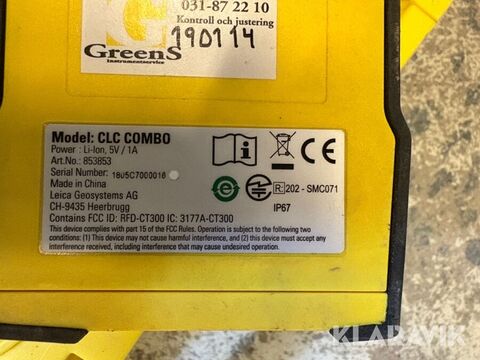 031-87 22 10
Kontroll och justering
190114
GREENS
Instrumentservice
Model: CLC COMBO
Power : Li-Ion, 5V / 1A
Art.No.: 853853
Serial Number: 18U5C7000016
Made in China
Leica Geosystems AG
CH-9435 Heerbrugg
Contains FCC ID: RFD-CT300 IC: 3177A-CT300
This device complies with part 15 of the FCC Rules. Operation is subject to the following two
conditions: (1) This device may not cause harmful interference, and (2) this device must accept any
interference received, including interference that may cause undesired operation.
CE
R 202 - SMC071
IP67
KLARAVIK